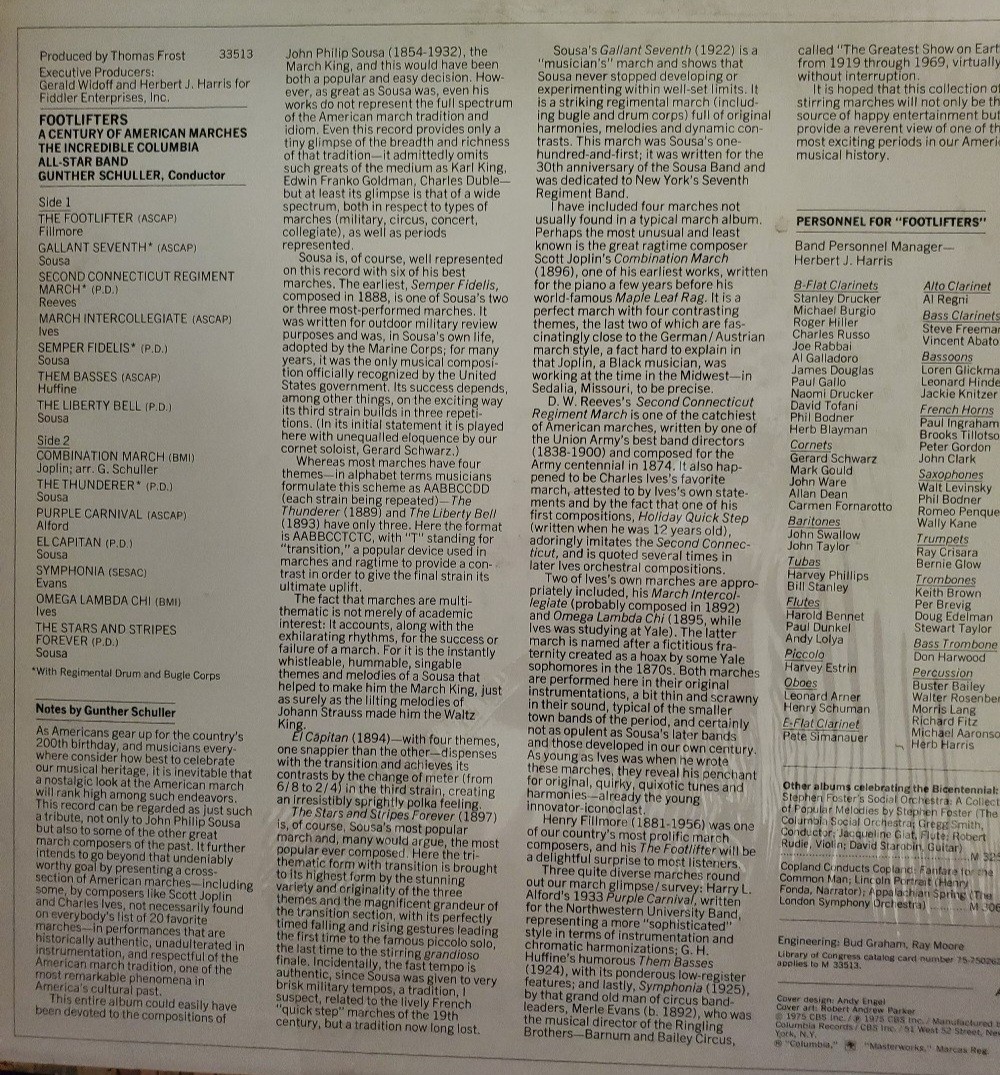 Produced by Thomas Frost 33513
Executive Producers:
Gerald Widoff and Herbert J. Harris for
Fiddler Enterprises, Inc.
FOOTLIFTERS
A CENTURY OF AMERICAN MARCHES
THE INCREDIBLE COLUMBIA
ALL-STAR BAND
GUNTHER SCHULLER, Conductor
Side 1
THE FOOTLIFTER (ASCAP)
Fillmore
GALLANT SEVENTH* (ASCAP)
Sousa
SECOND CONNECTICUT REGIMENT
MARCH* (P.D.)
Reeves
MARCH INTERCOLLEGIATE (ASCAP)
Ives
SEMPER FIDELIS* (P.D.)
Sousa
THEM BASSES (ASCAP)
Huffine
THE LIBERTY BELL (P.D.)
Sousa
Side 2
COMBINATION MARCH (BMI)
Joplin; arr. G. Schuller
THE THUNDERER* (P.D.)
Sousa
PURPLE CARNIVAL (ASCAP)
Alford
EL CAPITAN (P.D.)
Sousa
SYMPHONIA (SESAC)
Evans
OMEGA LAMBDA CHI (BMI)
Ives
THE STARS AND STRIPES
FOREVER (P.D.)
Sousa
*With Regimental Drum and Bugle Corps
Notes by Gunther Schuller
As Americans gear up for the country's
200th birthday, and musicians every-
where consider how best to celebrate
our musical heritage, it is inevitable that
a nostalgic look at the American march
will rank high among such endeavors.
This record can be regarded as just such
a tribute, not only to John Philip Sousa
but also to some of the other great
march composers of the past. It further
intends to go beyond that undeniably
worthy goal by presenting a cross-
section of American marches—including
some, by composers like Scott Joplin
and Charles Ives, not necessarily found
on everybody's list of 20 favorite
marches—in performances that are
historically authentic, unadulterated in
instrumentation, and respectful of the
American march tradition, one of the
most remarkable phenomena in
America's cultural past.
This entire album could easily have
been devoted to the compositions of
John Philip Sousa (1854-1932), the
March King, and this would have been
both a popular and easy decision. How-
ever, as great as Sousa was, even his
works do not represent the full spectrum
of the American march tradition and
idiom. Even this record provides only a
tiny glimpse of the breadth and richness
of that tradition—it admittedly omits
such greats of the medium as Karl King,
Edwin Franko Goldman, Charles Duble—
but at least its glimpse is that of a wide
spectrum, both in respect to types of
marches (military, circus, concert,
collegiate), as well as periods
represented.
Sousa is, of course, well represented
on this record with six of his best
marches. The earliest, Semper Fidelis,
composed in 1888, is one of Sousa's two
or three most-performed marches. It
was written for outdoor military review
purposes and was, in Sousa's own life,
adopted by the Marine Corps; for many
years, it was the only musical composi-
tion officially recognized by the United
States government. Its success depends,
among other things, on the exciting way
its third strain builds in three repeti-
tions. (In its initial statement it is played
here with unequalled eloquence by our
cornet soloist, Gerard Schwarz.)
Whereas most marches have four
themes—in alphabet terms musicians
formulate this scheme as AABBCCDD
(each strain being repeated)—The
Thunderer (1889) and The Liberty Bell
(1893) have only three. Here the format
is AABBCCTCTC, with "T" standing for
"transition," a popular device used in
marches and ragtime to provide a con-
trast in order to give the final strain its
ultimate uplift.
The fact that marches are multi-
thematic is not merely of academic
interest: It accounts, along with the
exhilarating rhythms, for the success or
failure of a march. For it is the instantly
whistleable, hummable, singable
themes and melodies of a Sousa that
helped to make him the March King, just
as surely as the lilting melodies of
Johann Strauss made him the Waltz
King.
El Capitan (1894)—with four themes,
one snappier than the other—dispenses
with the transition and achieves its
contrasts by the change of meter (from
6/8 to 2/4) in the third strain, creating
an irresistibly sprightly polka feeling.
The Stars and Stripes Forever (1897)
is, of course, Sousa's most popular
march and, many would argue, the most
popular ever composed. Here the tri-
thematic form with transition is brought
to its highest form by the stunning
variety and originality of the three
themes and the magnificent grandeur of
the transition section, with its perfectly
timed falling and rising gestures leading
the first time to the famous piccolo solo,
the last time to the stirring grandioso
finale. Incidentally, the fast tempo is
authentic, since Sousa was given to very
brisk military tempos, a tradition, I
suspect, related to the lively French
"quick step" marches of the 19th
century, but a tradition now long lost.
Sousa's Gallant Seventh (1922) is a
"musician's" march and shows that
Sousa never stopped developing or
experimenting within well-set limits. It
is a striking regimental march (includ-
ing bugle and drum corps) full of original
harmonies, melodies and dynamic con-
trasts. This march was Sousa's one-
hundred-and-first; it was written for the
30th anniversary of the Sousa Band and
was dedicated to New York's Seventh
Regiment Band.
I have included four marches not
usually found in a typical march album.
Perhaps the most unusual and least
known is the great ragtime composer
Scott Joplin's Combination March
(1896), one of his earliest works, written
for the piano a few years before his
world-famous Maple Leaf Rag. It is a
perfect march with four contrasting
themes, the last two of which are fas-
cinatingly close to the German/Austrian
march style, a fact hard to explain in
that Joplin, a Black musician, was
working at the time in the Midwest—in
Sedalia, Missouri, to be precise.
D. W. Reeves's Second Connecticut
Regiment March is one of the catchiest
of American marches, written by one of
the Union Army's best band directors
(1838-1900) and composed for the
Army centennial in 1874. It also hap-
pened to be Charles Ives's favorite
march, attested to by Ives's own state-
ments and by the fact that one of his
first compositions, Holiday Quick Step
(written when he was 12 years old),
adoringly imitates the Second Connec-
ticut, and is quoted several times in
later Ives orchestral compositions.
Two of Ives's own marches are appro-
priately included, his March Intercol-
legiate (probably composed in 1892)
and Omega Lambda Chi (1895, while
Ives was studying at Yale). The latter
march is named after a fictitious fra-
ternity created as a hoax by some Yale
sophomores in the 1870s. Both marches
are performed here in their original
instrumentations, a bit thin and scrawny
in their sound, typical of the smaller
town bands of the period, and certainly
not as opulent as Sousa's later bands
and those developed in our own century.
As young as Ives was when he wrote
these marches, they reveal his penchant
for original, quirky, quixotic tunes and
harmonies—already the young
innovator-iconoclast.
Henry Fillmore (1881-1956) was one
of our country's most prolific march
composers, and his The Footlifter will be
a delightful surprise to most listeners.
Three quite diverse marches round
out our march glimpse/survey: Harry L.
Alford's 1933 Purple Carnival, written
for the Northwestern University Band,
representing a more "sophisticated"
style in terms of instrumentation and
chromatic harmonizations; G. H.
Huffine's humorous Them Basses
(1924), with its ponderous low-register
features; and lastly, Symphonia (1925),
by that grand old man of circus band-
leaders, Merle Evans (b. 1892), who was
the musical director of the Ringling
Brothers—Barnum and Bailey Circus,
called "The Greatest Show on Eart
from 1919 through 1969, virtually
without interruption.
It is hoped that this collection of
stirring marches will not only be th
source of happy entertainment but
provide a reverent view of one of th
most exciting periods in our Ameri
musical history.
PERSONNEL FOR "FOOTLIFTERS"
Band Personnel Manager—
Herbert J. Harris
B-Flat Clarinets
Stanley Drucker
Michael Burgio
Roger Hiller
Charles Russo
Joe Rabbai
Al Galladoro
James Douglas
Paul Gallo
Naomi Drucker
David Tofani
Phil Bodner
Herb Blayman
Cornets
Gerard Schwarz
Mark Gould
John Ware
Allan Dean
Carmen Fornarotto
Baritones
John Swallow
John Taylor
Tubas
Harvey Phillips
Bill Stanley
Flutes
Harold Bennet
Paul Dunkel
Andy Lolya
Piccolo
Harvey Estrin
Oboes
Leonard Arner
Henry Schuman
E-Flat Clarinet
Pete Simanauer
Alto Clarinet
Al Regni
Bass Clarinets
Steve Freeman
Vincent Abato
Bassoons
Loren Glickma
Leonard Hinde
Jackie Knitzer
French Horns
Paul Ingraham
Brooks Tillotso
Peter Gordon
John Clark
Saxophones
Walt Levinsky
Phil Bodner
Romeo Penque
Wally Kane
Trumpets
Ray Crisara
Bernie Glow
Trombones
Keith Brown
Per Brevig
Doug Edelman
Stewart Taylor
Bass Trombone
Don Harwood
Percussion
Buster Bailey
Walter Rosenbe
Morris Lang
Richard Fitz
Michael Aaronso
Herb Harris
Other albums celebrating the Bicentennial:
Stephen Foster's Social Orchestra: A Collect
of Popular Melodies by Stephen Foster (The
Columbia Social Orchestra; Gregg Smith,
Conductor; Jacqueline Giat, Flute; Robert
Rudie, Violin; David Starobin, Guitar)
Copland Conducts Copland: Fanfare for the
Common Man; Lincoln Portrait (Henry
Fonda, Narrator); Appalachian Spring (The
London Symphony Orchestra) M 306
Engineering: Bud Graham, Ray Moore
Library of Congress catalog card number 75-750262
applies to M 33513.
Cover design: Andy Engel
Cover art: Robert Andrew Parker
© 1975 CBS Inc./ ℗ 1975 CBS Inc./ Manufactured b
Columbia Records/CBS Inc./ 51 West 52 Street, New
York, N.Y.
® "Columbia," "Masterworks," Marcas Reg.